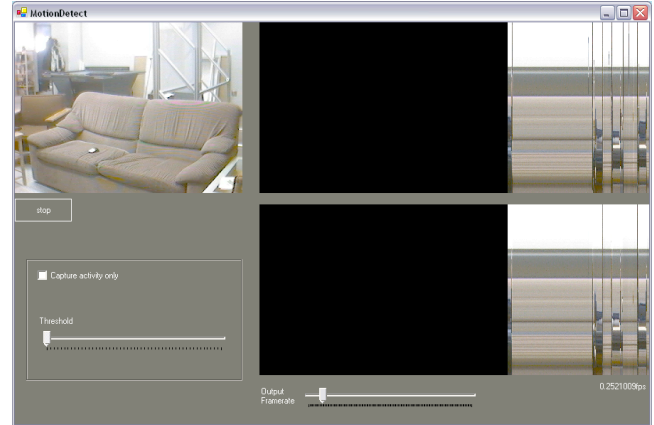 MotionDetect
stop
Capture activity only
Threshold
Output
Framerate
0.2521009fps